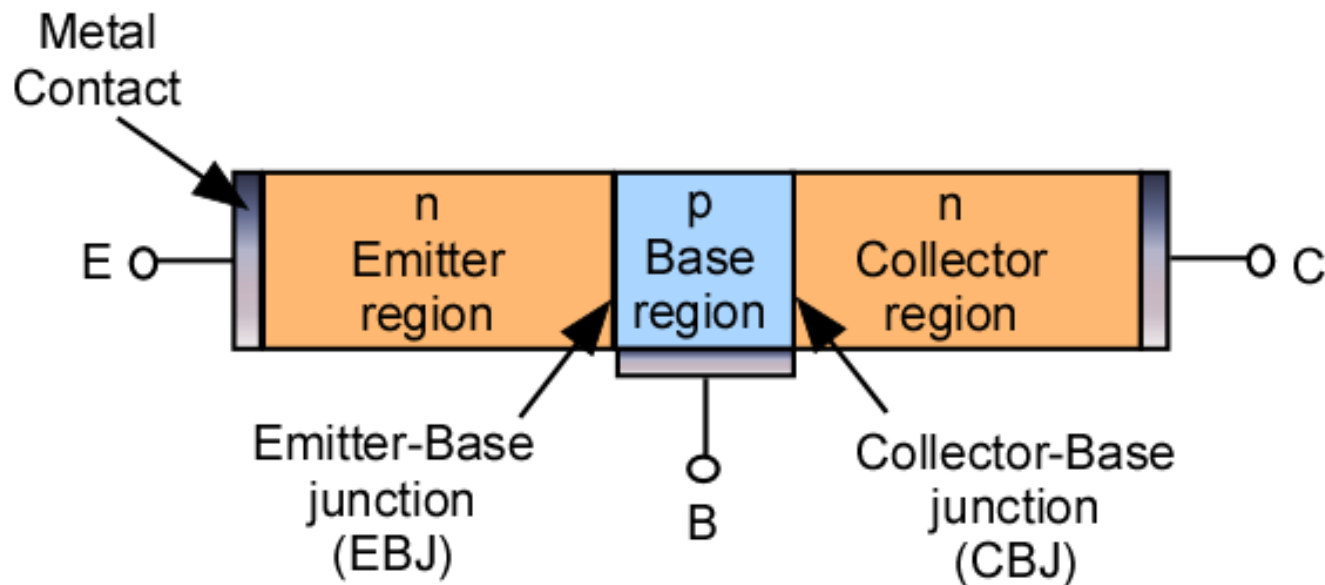 Metal
Contact
E
n
Emitter
region
p
Base
region
n
Collector
region
C
Emitter-Base
junction
(EBJ)
B
Collector-Base
junction
(CBJ)